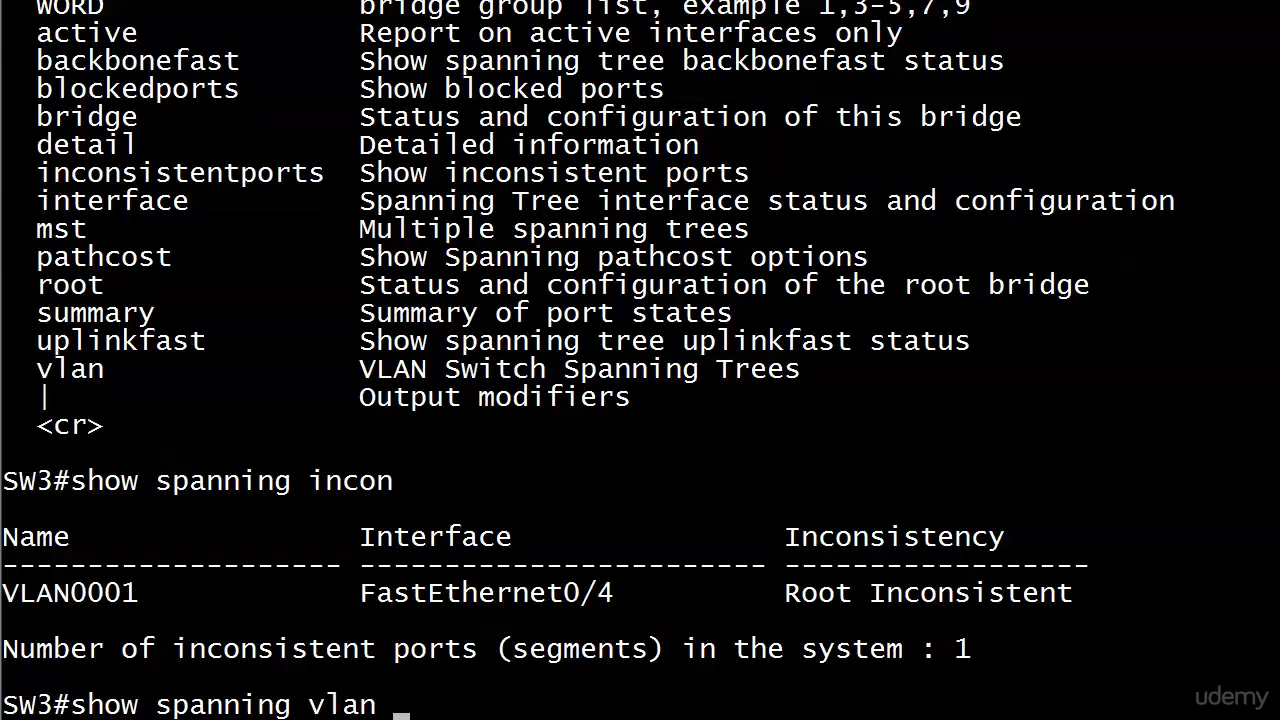 WORD                bridge group list, example 1,3-5,7,9
active              Report on active interfaces only
backbonefast        Show spanning tree backbonefast status
blockedports        Show blocked ports
bridge              Status and configuration of this bridge
detail              Detailed information
inconsistentports   Show inconsistent ports
interface           Spanning Tree interface status and configuration
mst                 Multiple spanning trees
pathcost            Show Spanning pathcost options
root                Status and configuration of the root bridge
summary             Summary of port states
uplinkfast          Show spanning tree uplinkfast status
vlan                VLAN Switch Spanning Trees
|                   Output modifiers
<cr>
SW3#show spanning incon
Name                 Interface                Inconsistency
-------------------- ------------------------ ------------------
VLAN0001             FastEthernet0/4          Root Inconsistent
Number of inconsistent ports (segments) in the system : 1
SW3#show spanning vlan _
udemy